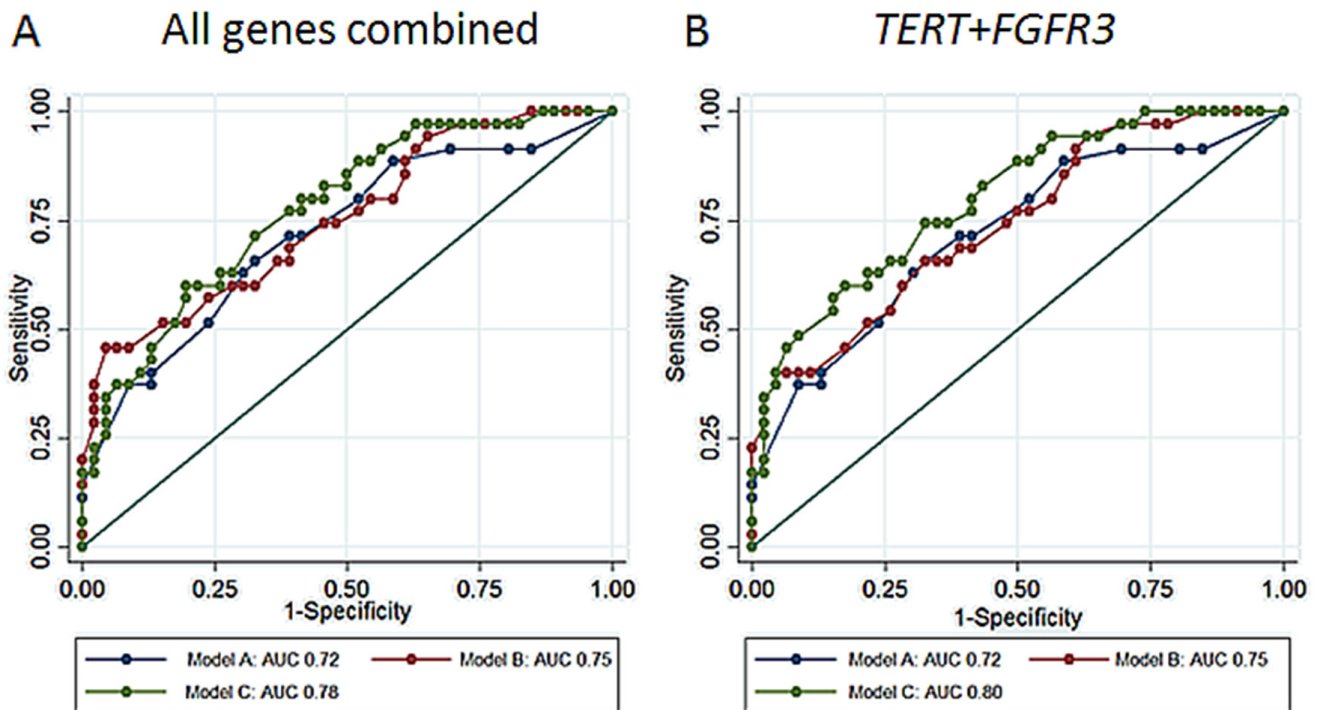 A All genes combined
1.00
0.75
0.50
0.25
0.00
Sensitivity
0.00 0.25 0.50 0.75 1.00
1-Specificity
Model A: AUC 0.72 Model B: AUC 0.75
Model C: AUC 0.78
B TERT+FGFR3
1.00
0.75
0.50
0.25
0.00
Sensitivity
0.00 0.25 0.50 0.75 1.00
1-Specificity
Model A: AUC 0.72 Model B: AUC 0.75
Model C: AUC 0.80